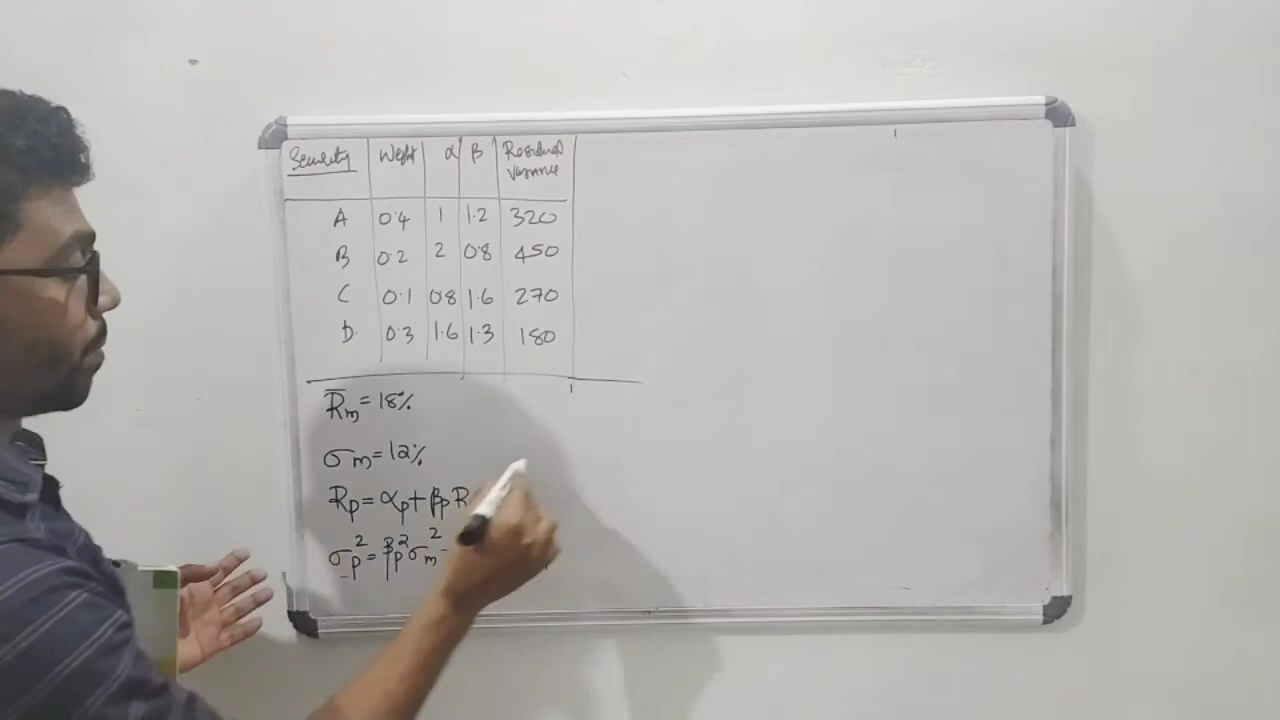 Security Weight α β Residual Variance
A 0.4 1 1.2 320
B 0.2 2 0.8 450
C 0.1 0.8 1.6 270
D. 0.3 1.6 1.3 180
R̅m = 18%
σm = 12%
Rp = αp + βp R
σp² = βp² σm²